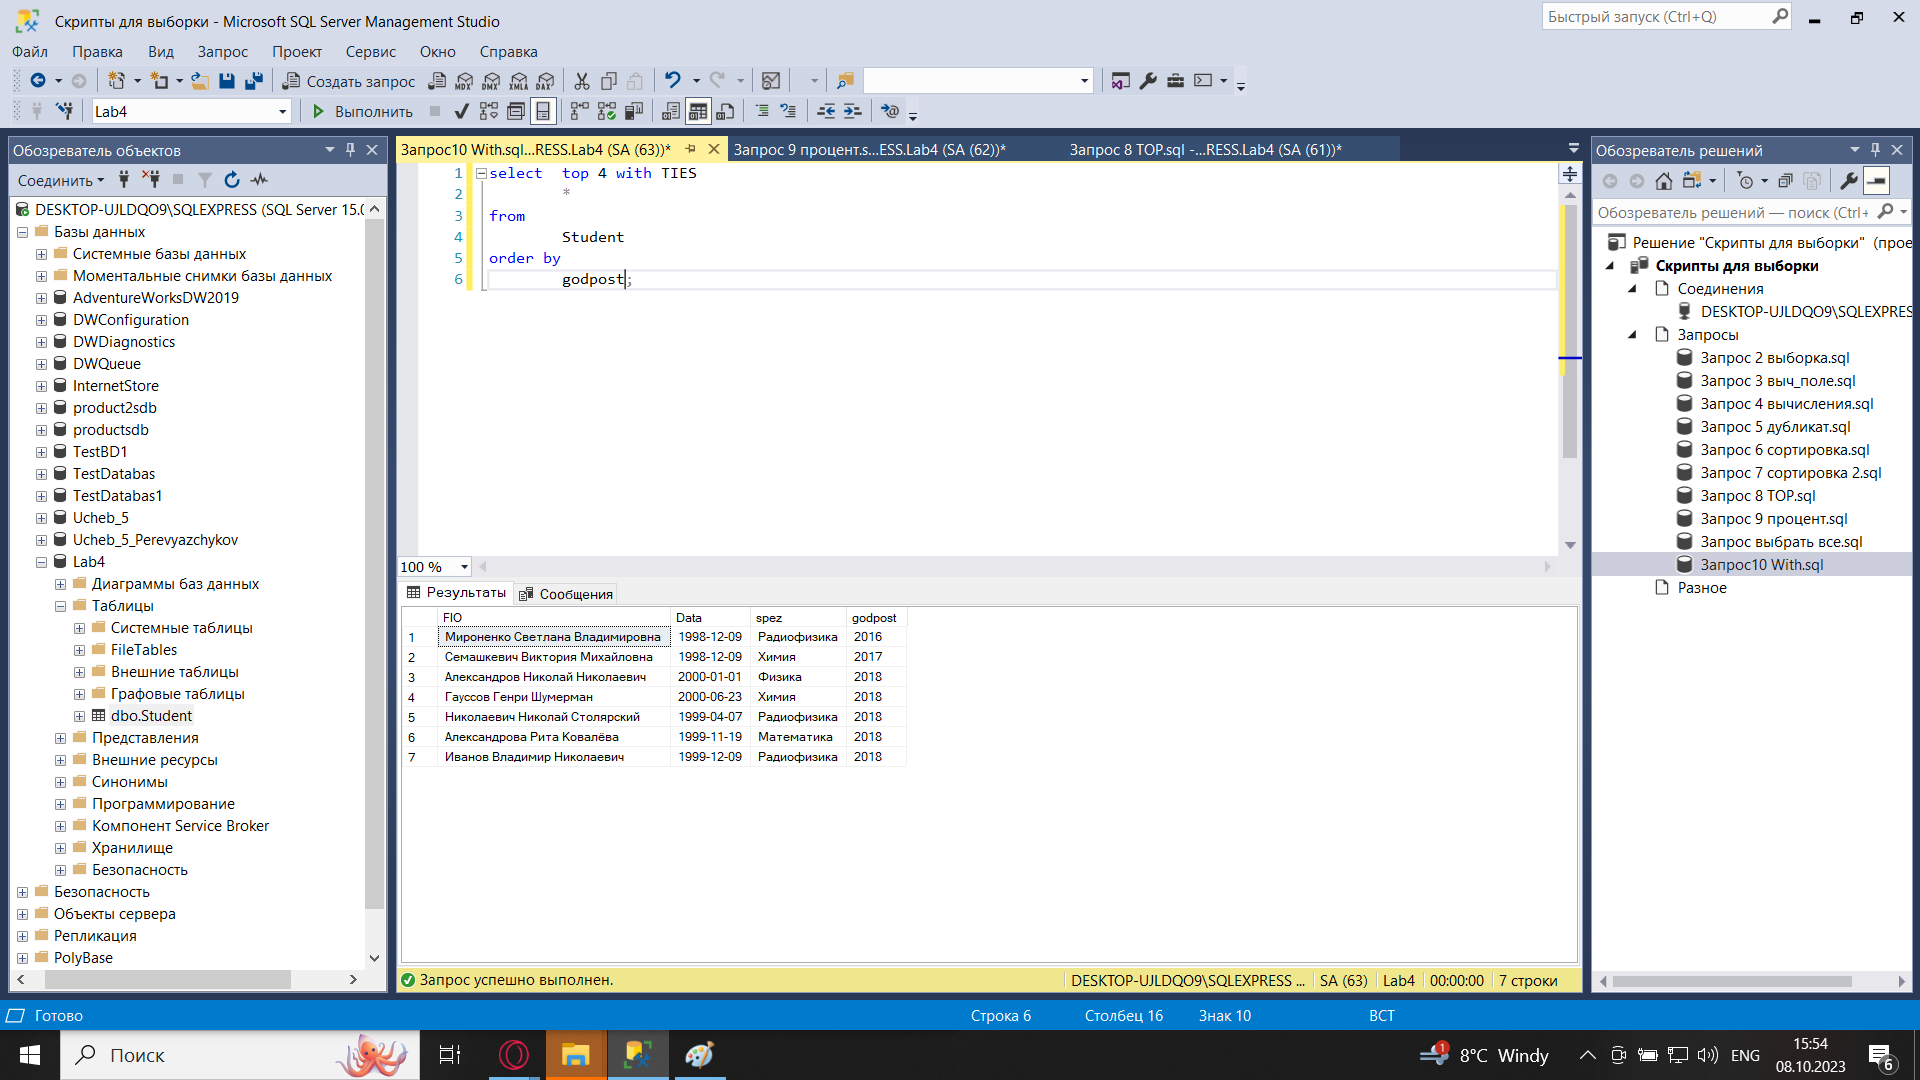 Скрипты для выборки - Microsoft SQL Server Management Studio
Быстрый запуск (Ctrl+Q)
Файл Правка Вид Запрос Проект Сервис Окно Справка
Создать запрос MDX DMX XMLA DAX
Lab4 Выполнить
Обозреватель объектов
Соединить
DESKTOP-UJLDQO9\SQLEXPRESS (SQL Server 15.0
Базы данных
Системные базы данных
Моментальные снимки базы данных
AdventureWorksDW2019
DWConfiguration
DWDiagnostics
DWQueue
InternetStore
product2sdb
productsdb
TestBD1
TestDatabas
TestDatabas1
Ucheb_5
Ucheb_5_Perevyazchykov
Lab4
Диаграммы баз данных
Таблицы
Системные таблицы
FileTables
Внешние таблицы
Графовые таблицы
dbo.Student
Представления
Внешние ресурсы
Синонимы
Программирование
Компонент Service Broker
Хранилище
Безопасность
Безопасность
Объекты сервера
Репликация
PolyBase
Запрос10 With.sql...RESS.Lab4 (SA (63))* Запрос 9 процент.s...ESS.Lab4 (SA (62))* Запрос 8 TOP.sql -...RESS.Lab4 (SA (61))*
1 select top 4 with TIES
2 *
3 from
4 Student
5 order by
6 godpost;
100 %
Результаты Сообщения
FIO Data spez godpost
1 Мироненко Светлана Владимировна 1998-12-09 Радиофизика 2016
2 Семашкевич Виктория Михайловна 1998-12-09 Химия 2017
3 Александров Николай Николаевич 2000-01-01 Физика 2018
4 Гауссов Генри Шумерман 2000-06-23 Химия 2018
5 Николаевич Николай Столярский 1999-04-07 Радиофизика 2018
6 Александрова Рита Ковалёва 1999-11-19 Математика 2018
7 Иванов Владимир Николаевич 1999-12-09 Радиофизика 2018
Запрос успешно выполнен. DESKTOP-UJLDQO9\SQLEXPRESS ... SA (63) Lab4 00:00:00 7 строки
Обозреватель решений
Обозреватель решений — поиск (Ctrl+
Решение "Скрипты для выборки" (прое
Скрипты для выборки
Соединения
DESKTOP-UJLDQO9\SQLEXPRES
Запросы
Запрос 2 выборка.sql
Запрос 3 выч_поле.sql
Запрос 4 вычисления.sql
Запрос 5 дубликат.sql
Запрос 6 сортировка.sql
Запрос 7 сортировка 2.sql
Запрос 8 TOP.sql
Запрос 9 процент.sql
Запрос выбрать все.sql
Запрос10 With.sql
Разное
Готово Строка 6 Столбец 16 Знак 10 ВСТ
Поиск 1 8°C Windy ENG 15:54
08.10.2023 6